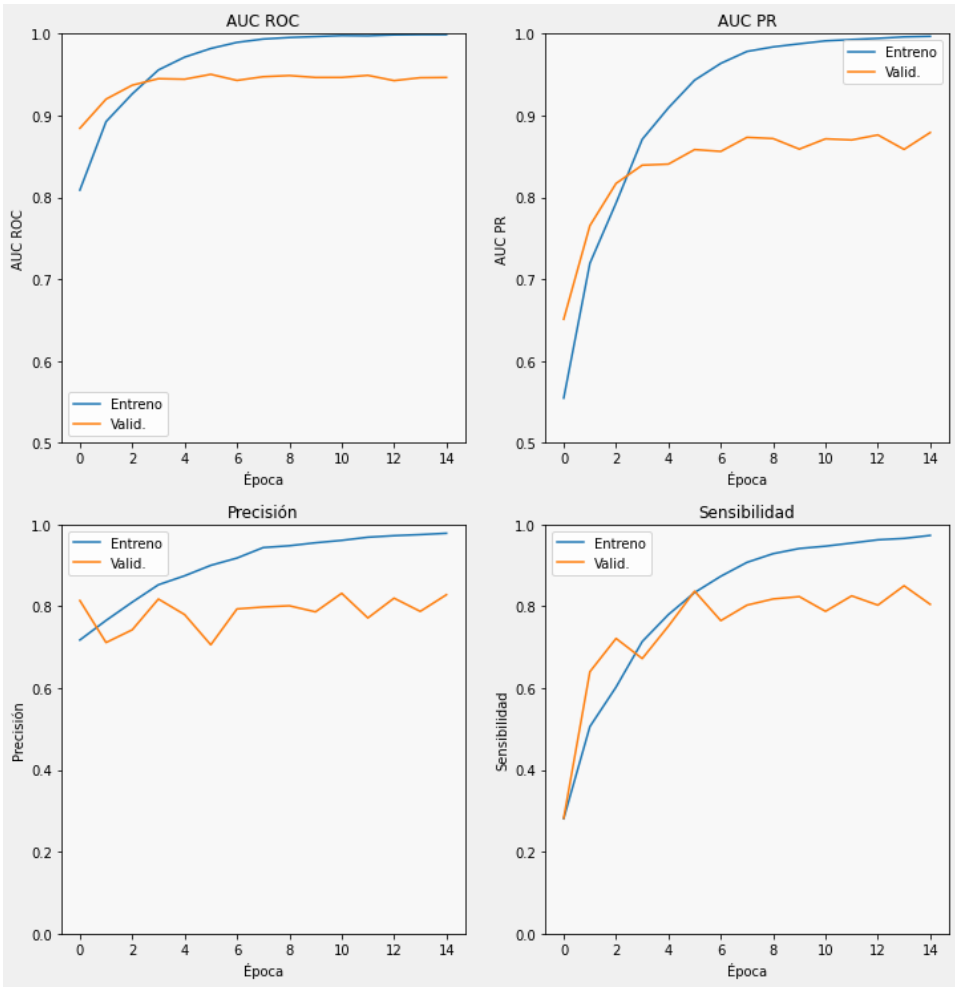 AUC ROC
1.0
0.9
0.8
0.7
0.6
0.5
AUC ROC
Entreno
Valid.
0 2 4 6 8 10 12 14
Época
AUC PR
1.0
0.9
0.8
0.7
0.6
0.5
AUC PR
Entreno
Valid.
0 2 4 6 8 10 12 14
Época
Precisión
1.0
0.8
0.6
0.4
0.2
0.0
Precisión
Entreno
Valid.
0 2 4 6 8 10 12 14
Época
Sensibilidad
1.0
0.8
0.6
0.4
0.2
0.0
Sensibilidad
Entreno
Valid.
0 2 4 6 8 10 12 14
Época